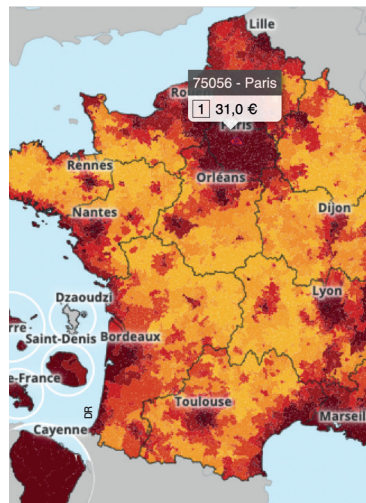 Lille
75056 - Paris
1 31,0 €
Paris
Rennes
Orléans
Nantes
Dijon
Dzaoudzi
Lyon
Saint-Denis
Bordeaux
e-France
DR
Toulouse
Cayenne
Marseil